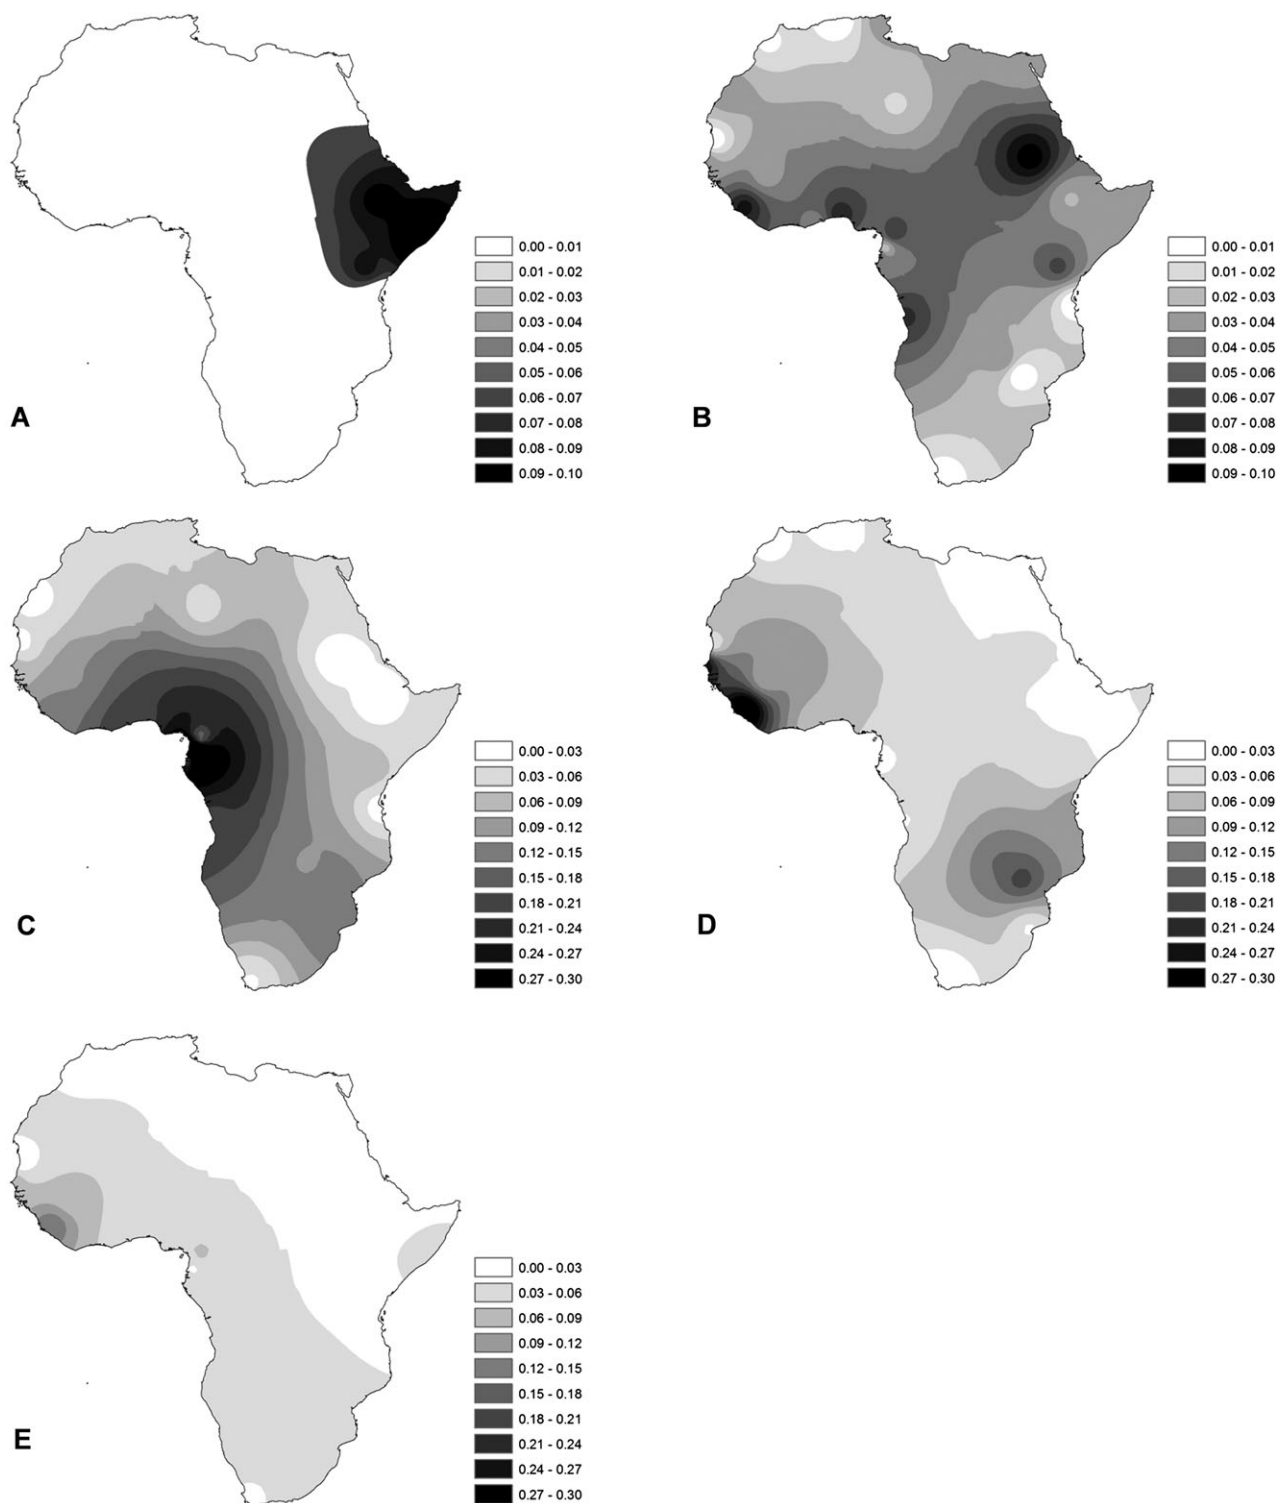 0.00 - 0.01
0.01 - 0.02
0.02 - 0.03
0.03 - 0.04
0.04 - 0.05
0.05 - 0.06
0.06 - 0.07
0.07 - 0.08
0.08 - 0.09
0.09 - 0.10
A
0.00 - 0.01
0.01 - 0.02
0.02 - 0.03
0.03 - 0.04
0.04 - 0.05
0.05 - 0.06
0.06 - 0.07
0.07 - 0.08
0.08 - 0.09
0.09 - 0.10
B
0.00 - 0.03
0.03 - 0.06
0.06 - 0.09
0.09 - 0.12
0.12 - 0.15
0.15 - 0.18
0.18 - 0.21
0.21 - 0.24
0.24 - 0.27
0.27 - 0.30
C
0.00 - 0.03
0.03 - 0.06
0.06 - 0.09
0.09 - 0.12
0.12 - 0.15
0.15 - 0.18
0.18 - 0.21
0.21 - 0.24
0.24 - 0.27
0.27 - 0.30
D
0.00 - 0.03
0.03 - 0.06
0.06 - 0.09
0.09 - 0.12
0.12 - 0.15
0.15 - 0.18
0.18 - 0.21
0.21 - 0.24
0.24 - 0.27
0.27 - 0.30
E